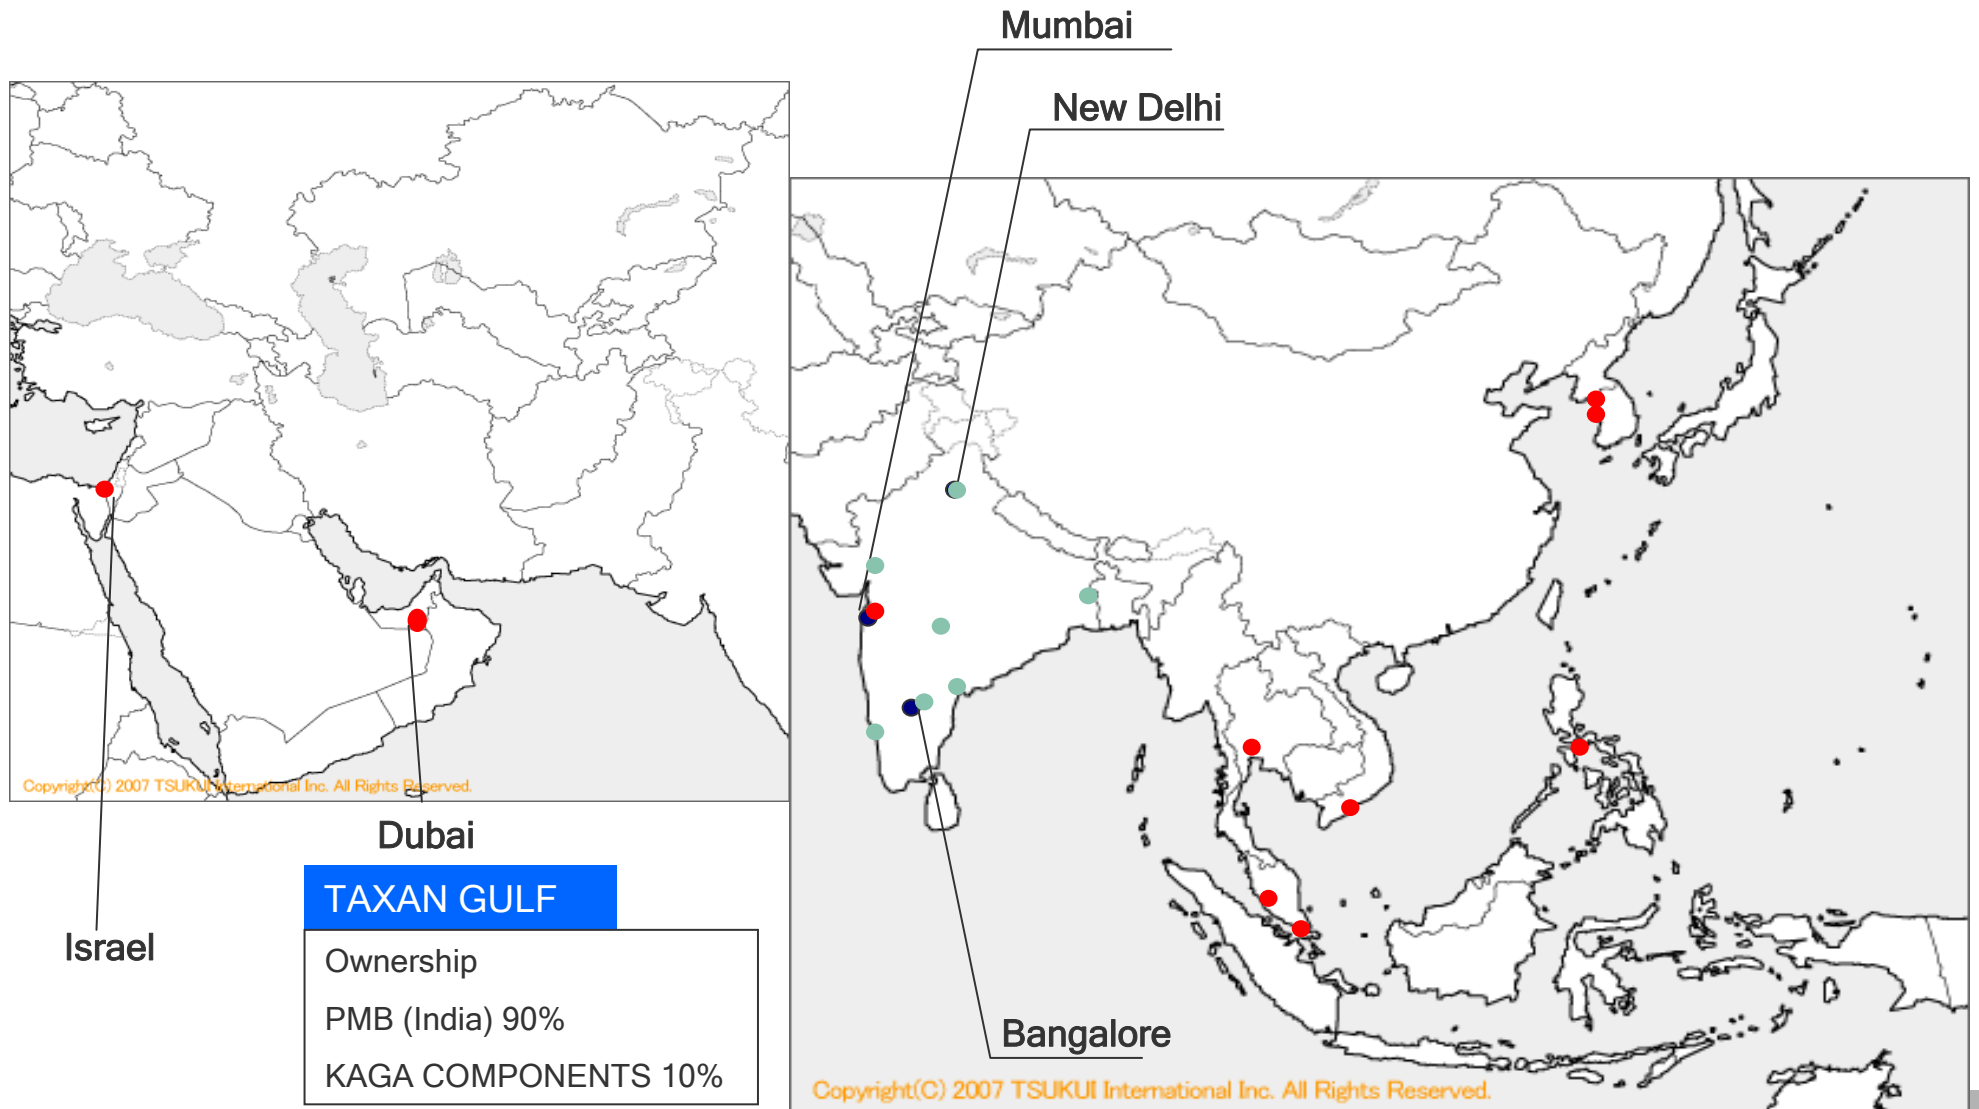 Mumbai
New Delhi
Copyright(C) 2007 TSUKUI International Inc. All Rights Reserved.
Dubai
TAXAN GULF
Israel
Ownership
PMB (India) 90%
KAGA COMPONENTS 10%
Bangalore
Copyright(C) 2007 TSUKUI International Inc. All Rights Reserved.